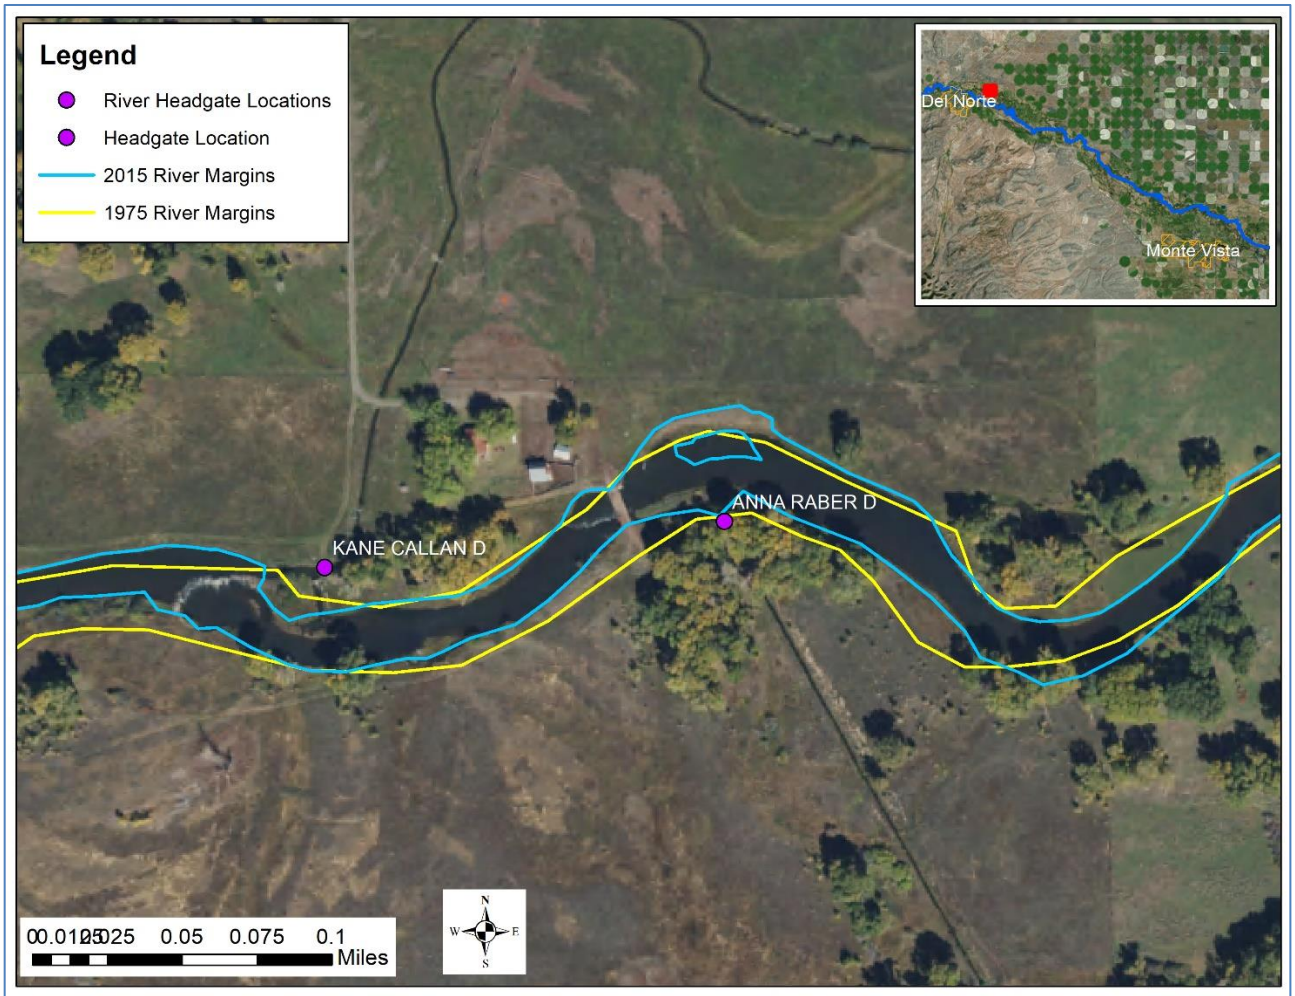 Legend
River Headgate Locations
Headgate Location
2015 River Margins
1975 River Margins
Del Norte
Monte Vista
ANNA RABER D
KANE CALLAN D
N
W E
S
0 0.05 0.075 0.1
Miles